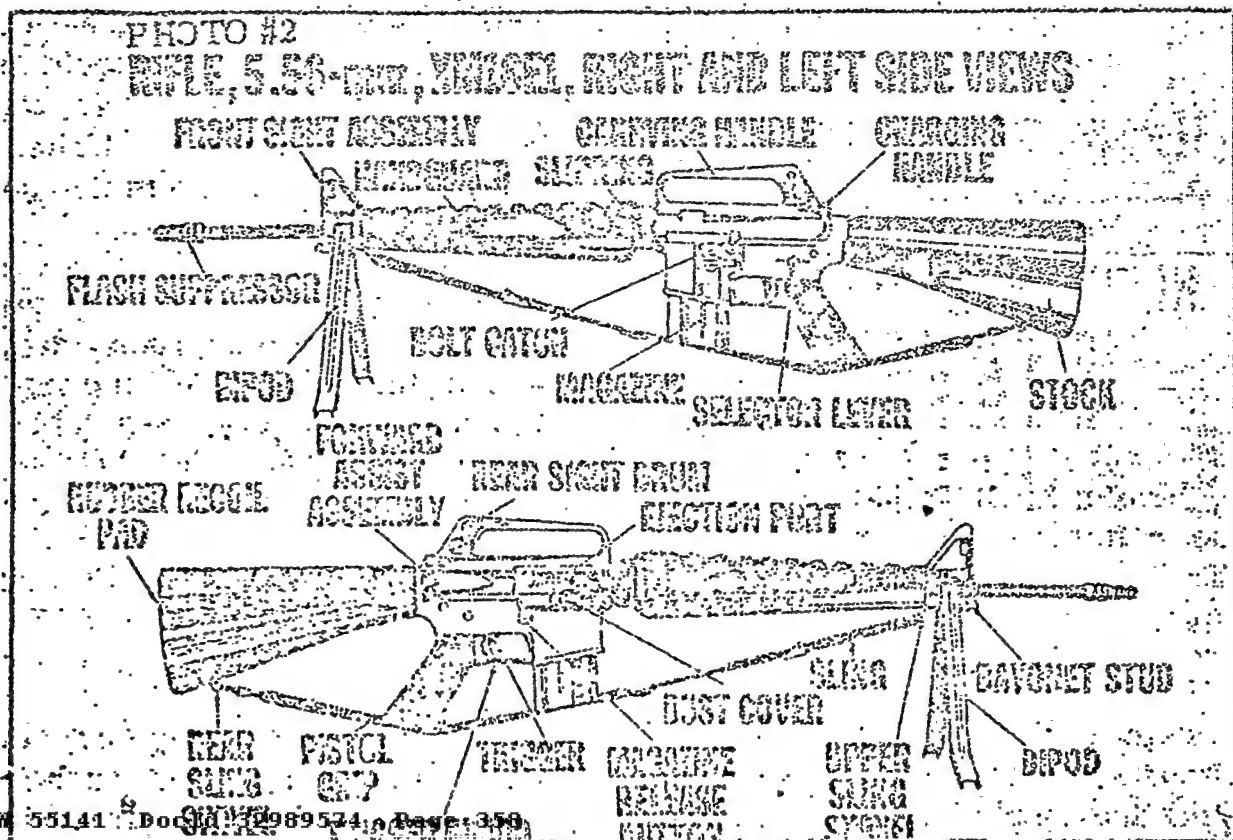 PHOTO #2
RIFLE, 5.56-mm, XM16E1, RIGHT AND LEFT SIDE VIEWS
FRONT SIGHT ASSEMBLY
CARRYING HANDLE
CHARGING
HANDLE
HANDGUARD
SLIP RING
FLASH SUPPRESSOR
BOLT CATCH
BIPOD
MAGAZINE
SELECTOR LEVER
STOCK
FORWARD
ASSIST
ASSEMBLY
REAR SIGHT DRUM
RUBBER RECOIL
PAD
EJECTION PORT
SLING
BAYONET STUD
DUST COVER
REAR
SLING
SWIVEL
PISTOL
GRIP
TRIGGER
MAGAZINE
RELEASE
BUTTON
UPPER
SLING
SWIVEL
BIPOD
55141 DocId:32989574 Page 358